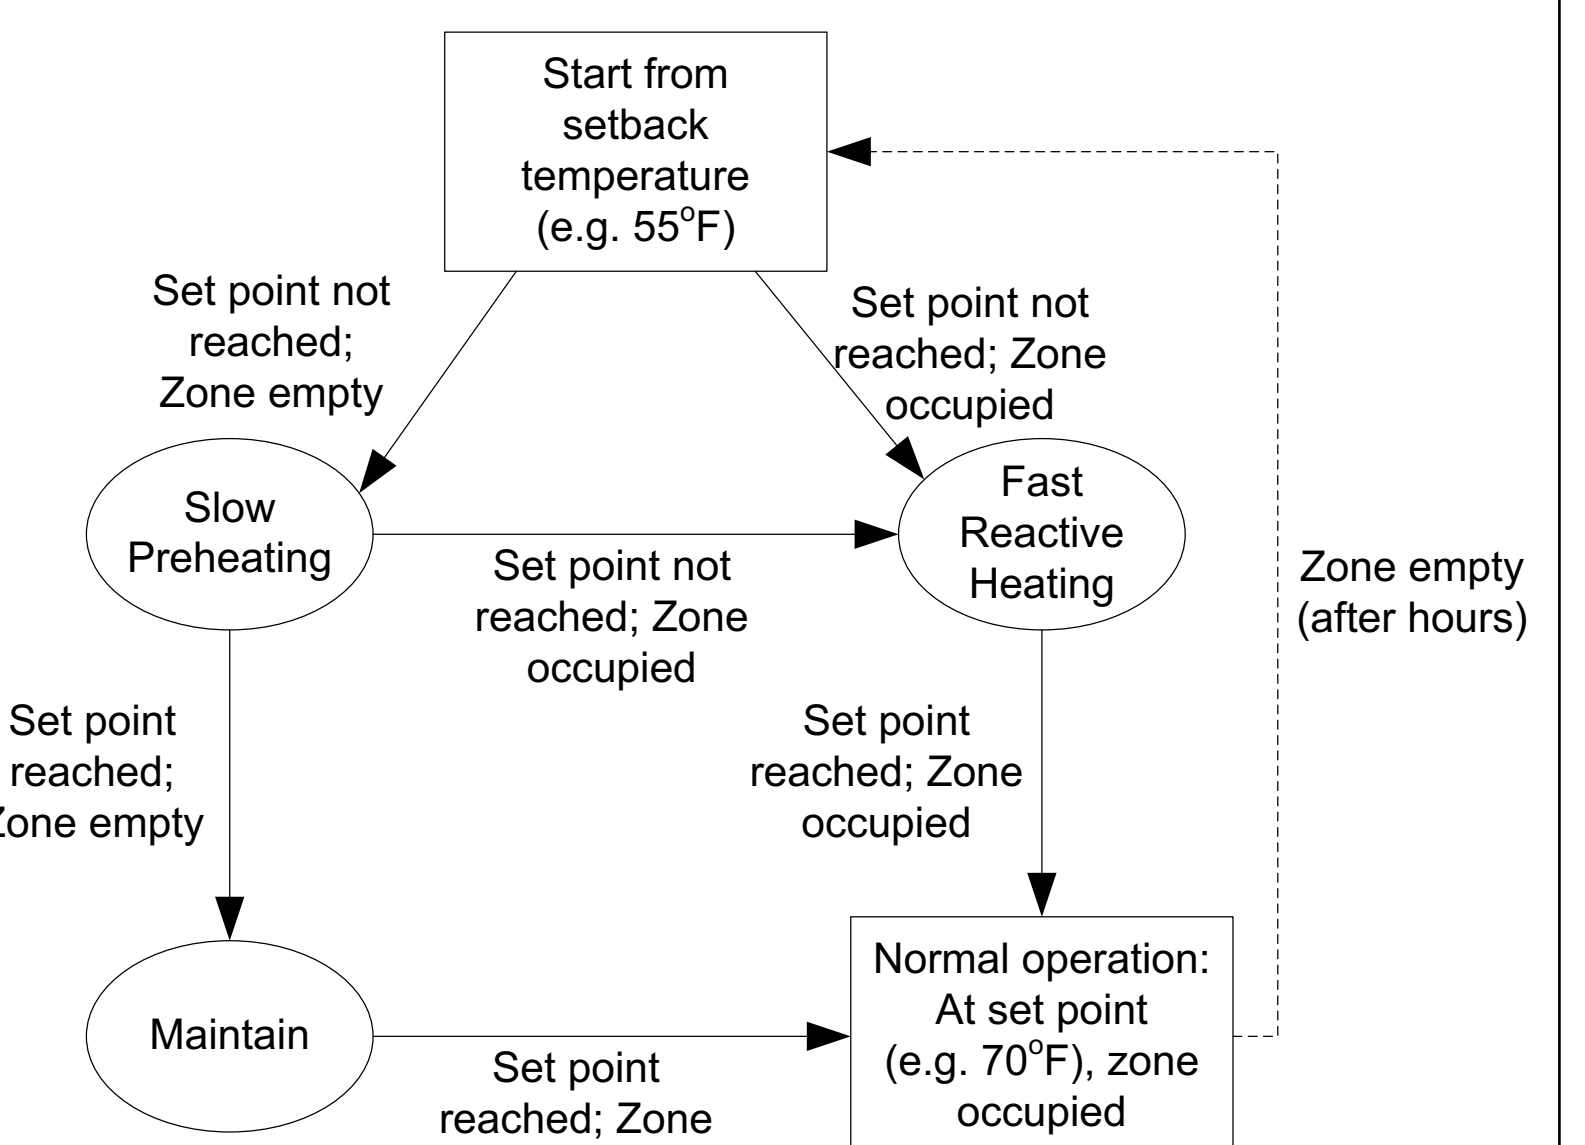 Start from
setback
temperature
(e.g. 55°F)
Set point not
reached;
Zone empty
Set point not
reached; Zone
occupied
Slow
Preheating
Fast
Reactive
Heating
Set point not
reached; Zone
occupied
Zone empty
(after hours)
Set point
reached;
Zone empty
Set point
reached; Zone
occupied
Maintain
Set point
reached; Zone
Normal operation:
At set point
(e.g. 70°F), zone
occupied